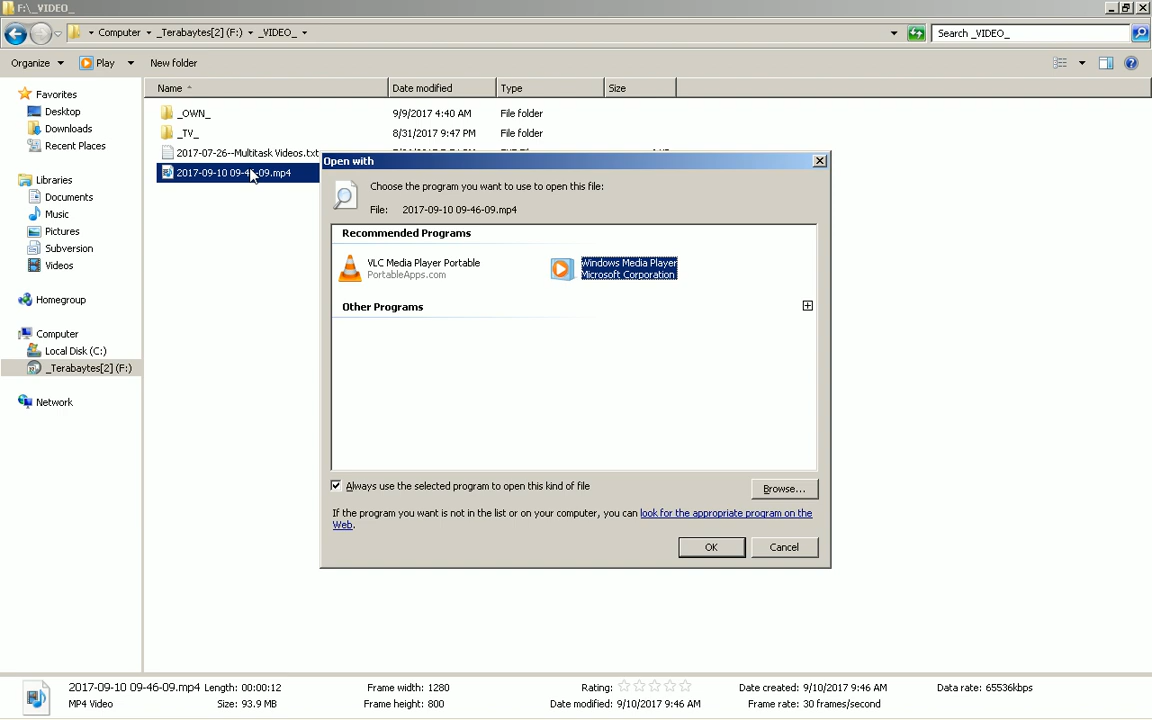 F:\_VIDEO_
Computer _Terabaytes[2] (F:) _VIDEO_
Search _VIDEO_
Organize Play New folder
Name Date modified Type Size
Favorites
Desktop
Downloads
Recent Places
Libraries
Documents
Music
Pictures
Subversion
Videos
Homegroup
Computer
Local Disk (C:)
_Terabaytes[2] (F:)
Network
_OWN_ 9/9/2017 4:40 AM File folder
_TV_ 8/31/2017 9:47 PM File folder
2017-07-26--Multitask Videos.txt
2017-09-10 09-46-09.mp4
Open with
Choose the program you want to use to open this file:
File: 2017-09-10 09-46-09.mp4
Recommended Programs
VLC Media Player Portable
PortableApps.com
Windows Media Player
Microsoft Corporation
Other Programs
Always use the selected program to open this kind of file
Browse...
If the program you want is not in the list or on your computer, you can look for the appropriate program on the
Web.
OK Cancel
2017-09-10 09-46-09.mp4 Length: 00:00:12 Frame width: 1280 Rating: Date created: 9/10/2017 9:46 AM Data rate: 65536kbps
MP4 Video Size: 93.9 MB Frame height: 800 Date modified: 9/10/2017 9:46 AM Frame rate: 30 frames/second